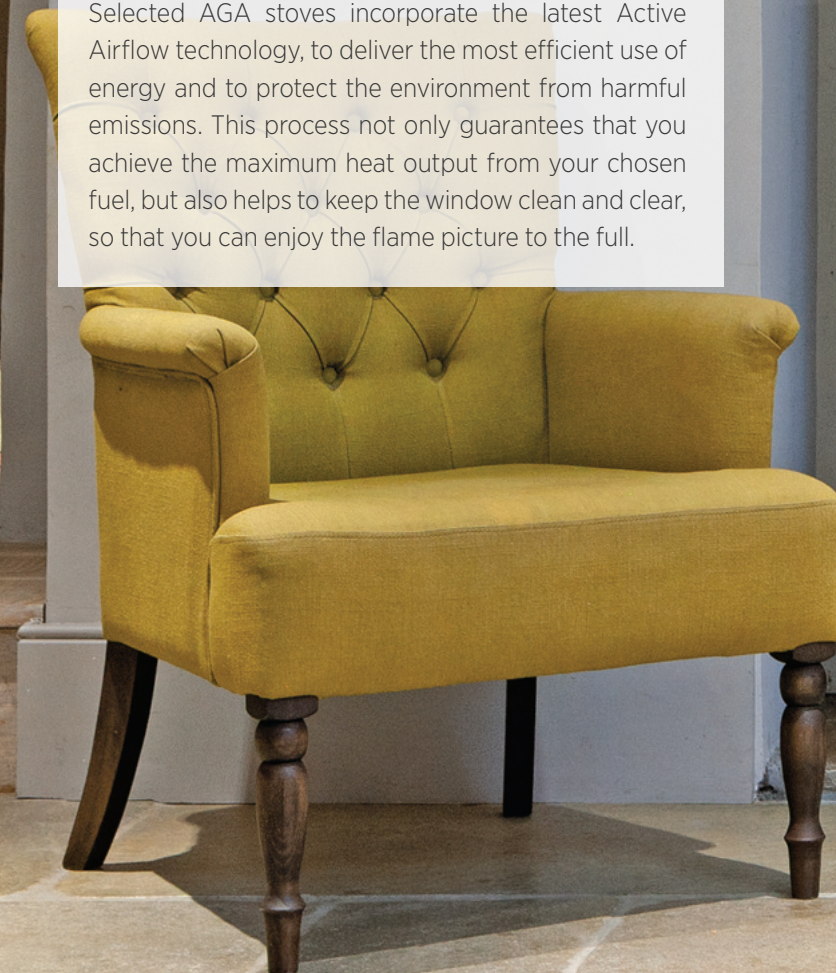 Selected AGA stoves incorporate the latest Active
Airflow technology, to deliver the most efficient use of
energy and to protect the environment from harmful
emissions. This process not only guarantees that you
achieve the maximum heat output from your chosen
fuel, but also helps to keep the window clean and clear,
so that you can enjoy the flame picture to the full.